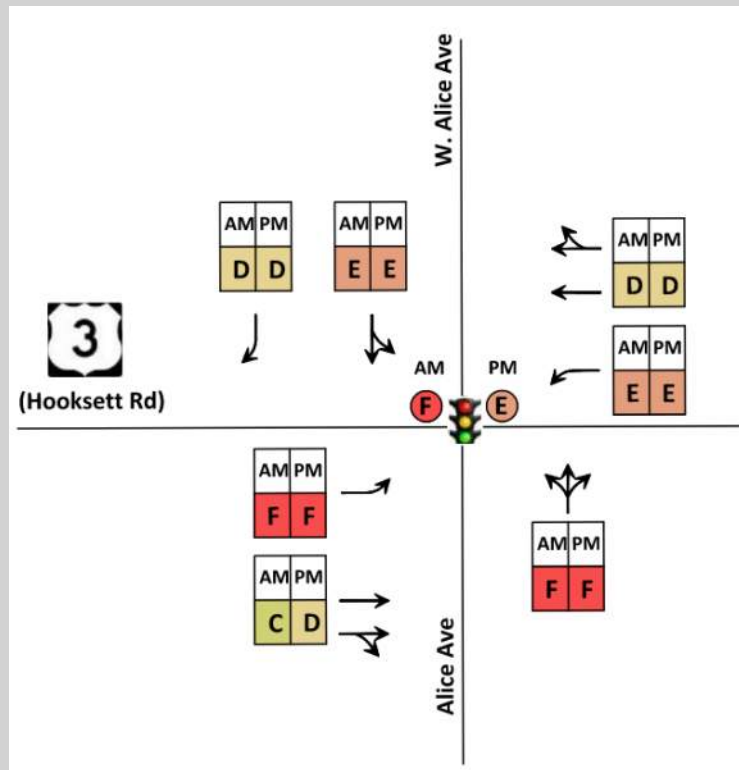 W. Alice Ave
AM PM
D D
AM PM
E E
AM PM
D D
3
(Hooksett Rd)
AM PM
F E
AM PM
E E
AM PM
F F
AM PM
C D
AM PM
F F
Alice Ave